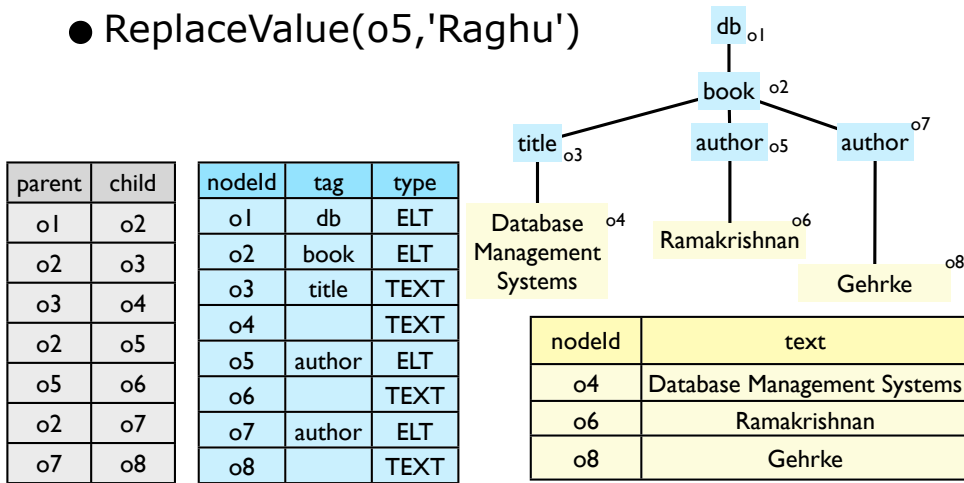 ● ReplaceValue(o5,'Raghu')
db o1
book o2
title o3
author o5
author o7
Database Management Systems o4
Ramakrishnan o6
Gehrke o8
parent child
o1 o2
o2 o3
o3 o4
o2 o5
o5 o6
o2 o7
o7 o8
nodeId tag type
o1 db ELT
o2 book ELT
o3 title TEXT
o4 TEXT
o5 author ELT
o6 TEXT
o7 author ELT
o8 TEXT
nodeId text
o4 Database Management Systems
o6 Ramakrishnan
o8 Gehrke